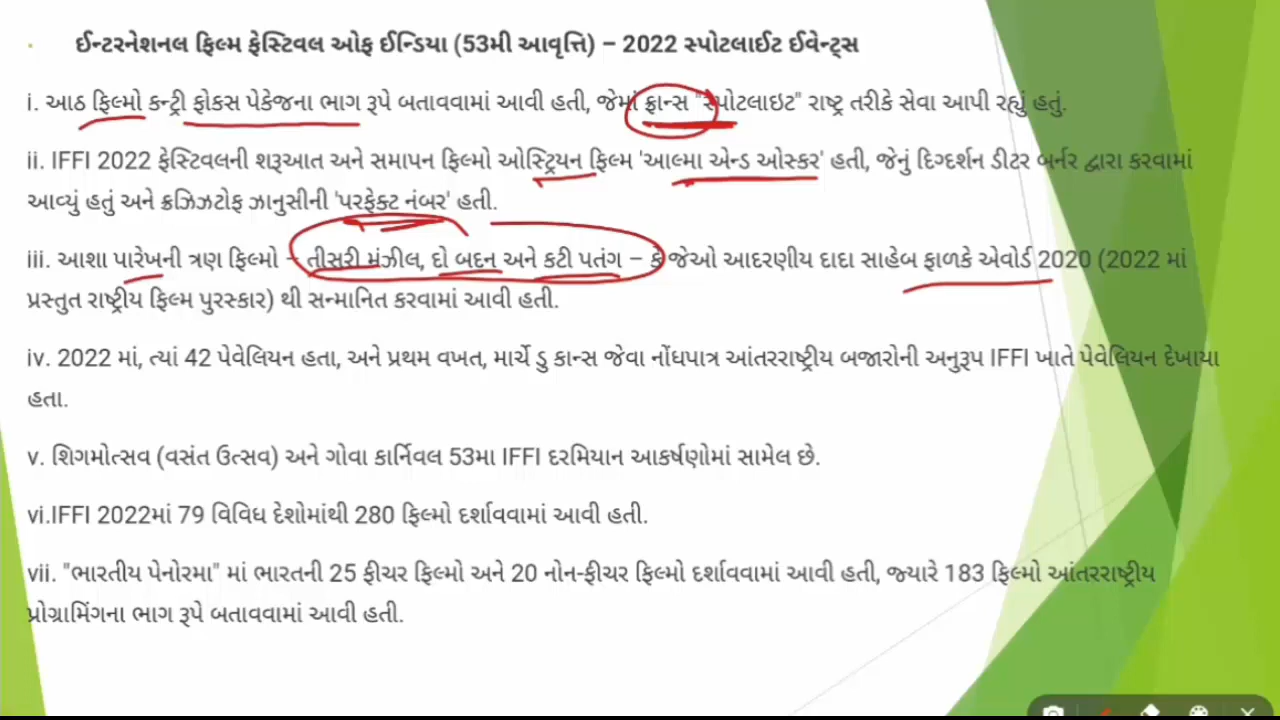 ઈન્ટરનેશનલ ફિલ્મ ફેસ્ટિવલ ઓફ ઈન્ડિયા (53મી આવૃત્તિ) – 2022 સ્પોટલાઈટ ઈવેન્ટ્સ
i. આઠ ફિલ્મો કન્ટ્રી ફોકસ પેકેજના ભાગ રૂપે બતાવવામાં આવી હતી, જેમાં ફ્રાન્સ "સ્પોટલાઇટ" રાષ્ટ્ર તરીકે સેવા આપી રહ્યું હતું.
ii. IFFI 2022 ફેસ્ટિવલની શરૂઆત અને સમાપન ફિલ્મો ઓસ્ટ્રિયન ફિલ્મ 'આલ્મા એન્ડ ઓસ્કર' હતી, જેનું દિગ્દર્શન ડીટર બર્નર દ્વારા કરવામાં
આવ્યું હતું અને ક્રઝિઝટોફ ઝાનુસીની 'પરફેક્ટ નંબર' હતી.
iii. આશા પારેખની ત્રણ ફિલ્મો – તીસરી મંઝીલ, દો બદન અને કટી પતંગ – કે જેઓ આદરણીય દાદા સાહેબ ફાળકે એવોર્ડ 2020 (2022 માં
પ્રસ્તુત રાષ્ટ્રીય ફિલ્મ પુરસ્કાર) થી સન્માનિત કરવામાં આવી હતી.
iv. 2022 માં, ત્યાં 42 પેવેલિયન હતા, અને પ્રથમ વખત, માર્ચે ડુ કાન્સ જેવા નોંધપાત્ર આંતરરાષ્ટ્રીય બજારોની અનુરૂપ IFFI ખાતે પેવેલિયન દેખાયા
હતા.
v. શિગમોત્સવ (વસંત ઉત્સવ) અને ગોવા કાર્નિવલ 53મા IFFI દરમિયાન આકર્ષણોમાં સામેલ છે.
vi.IFFI 2022માં 79 વિવિધ દેશોમાંથી 280 ફિલ્મો દર્શાવવામાં આવી હતી.
vii. "ભારતીય પેનોરમા" માં ભારતની 25 ફીચર ફિલ્મો અને 20 નોન-ફીચર ફિલ્મો દર્શાવવામાં આવી હતી, જ્યારે 183 ફિલ્મો આંતરરાષ્ટ્રીય
પ્રોગ્રામિંગના ભાગ રૂપે બતાવવામાં આવી હતી.